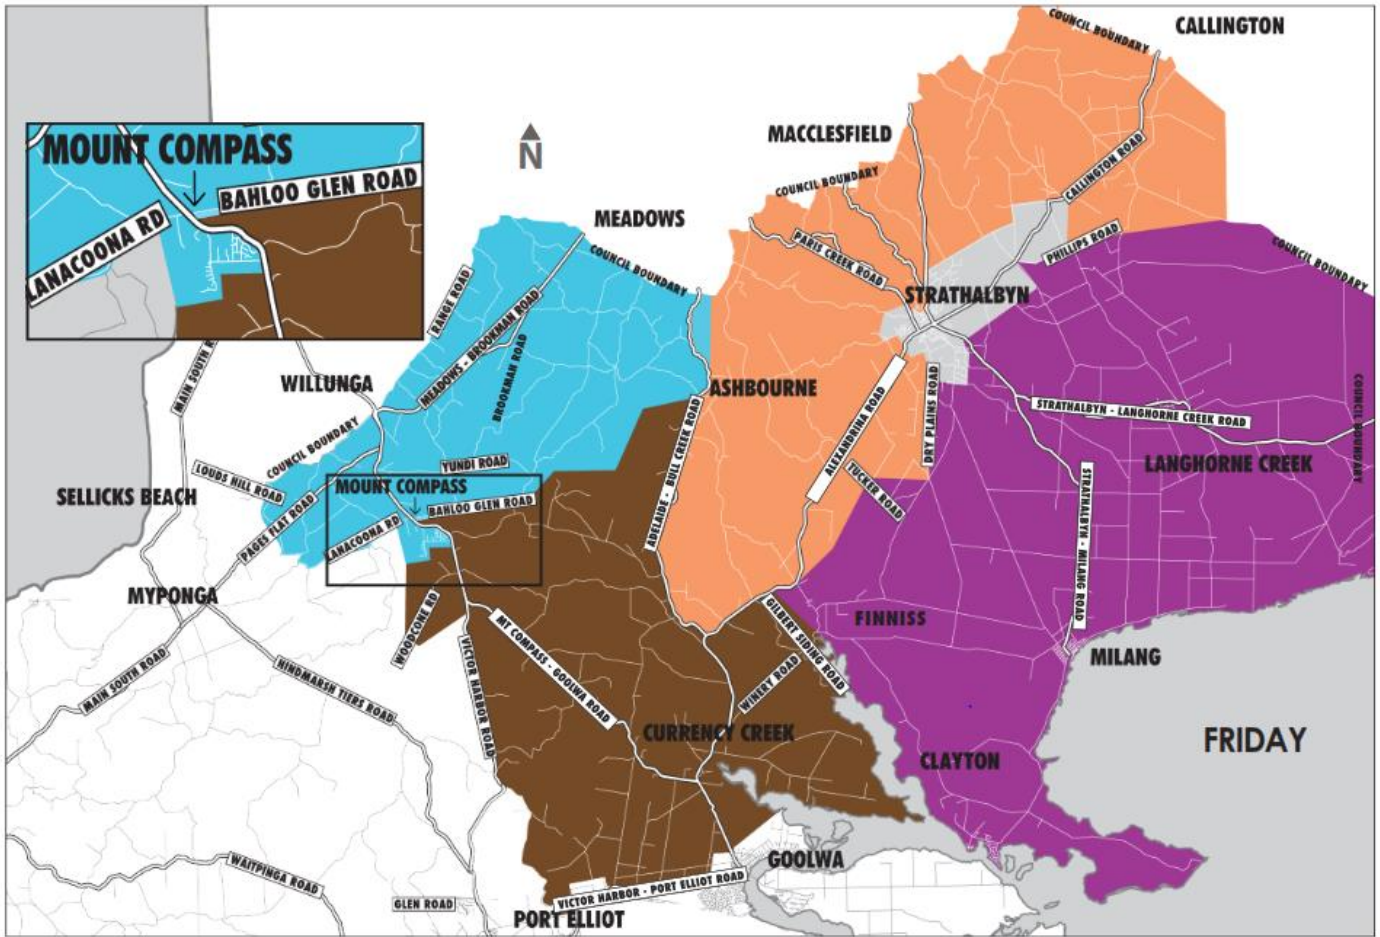 COUNCIL BOUNDARY
CALLINGTON
MOUNT COMPASS
BAHLOO GLEN ROAD
LANACOONA RD
N
MACCLESFIELD
CALLINGTON ROAD
COUNCIL BOUNDARY
MEADOWS
PARIS CREEK ROAD
PHILLIPS ROAD
COUNCIL BOUNDARY
COUNCIL BOUNDARY
RANGE ROAD
STRATHALBYN
MEADOWS - BROOKMAN ROAD
BROOKMAN ROAD
MAIN SOUTH R
WILLUNGA
ASHBOURNE
ALEXANDRINA ROAD
DRY PLAINS ROAD
STRATHALBYN - LANGHORNE CREEK ROAD
COUNCIL BOUNDARY
COUNCIL BOUNDARY
LOUDS HILL ROAD
YUNDI ROAD
ADELAIDE - BULL CREEK ROAD
TUCKER ROAD
LANGHORNE CREEK
SELLICKS BEACH
MOUNT COMPASS
BAHLOO GLEN ROAD
PAGES FLAT ROAD
LANACOONA RD
STRATHALBYN - MILANG ROAD
MYPONGA
WOODCONE RD
MT COMPASS - GOOLWA ROAD
GILBERT SIDING ROAD
FINNISS
MILANG
MAIN SOUTH ROAD
HINDMARSH TIERS ROAD
VICTOR HARBOR ROAD
WINERY ROAD
CURRENCY CREEK
FRIDAY
CLAYTON
WAITPINGA ROAD
GOOLWA
GLEN ROAD
VICTOR HARBOR - PORT ELLIOT ROAD
PORT ELLIOT